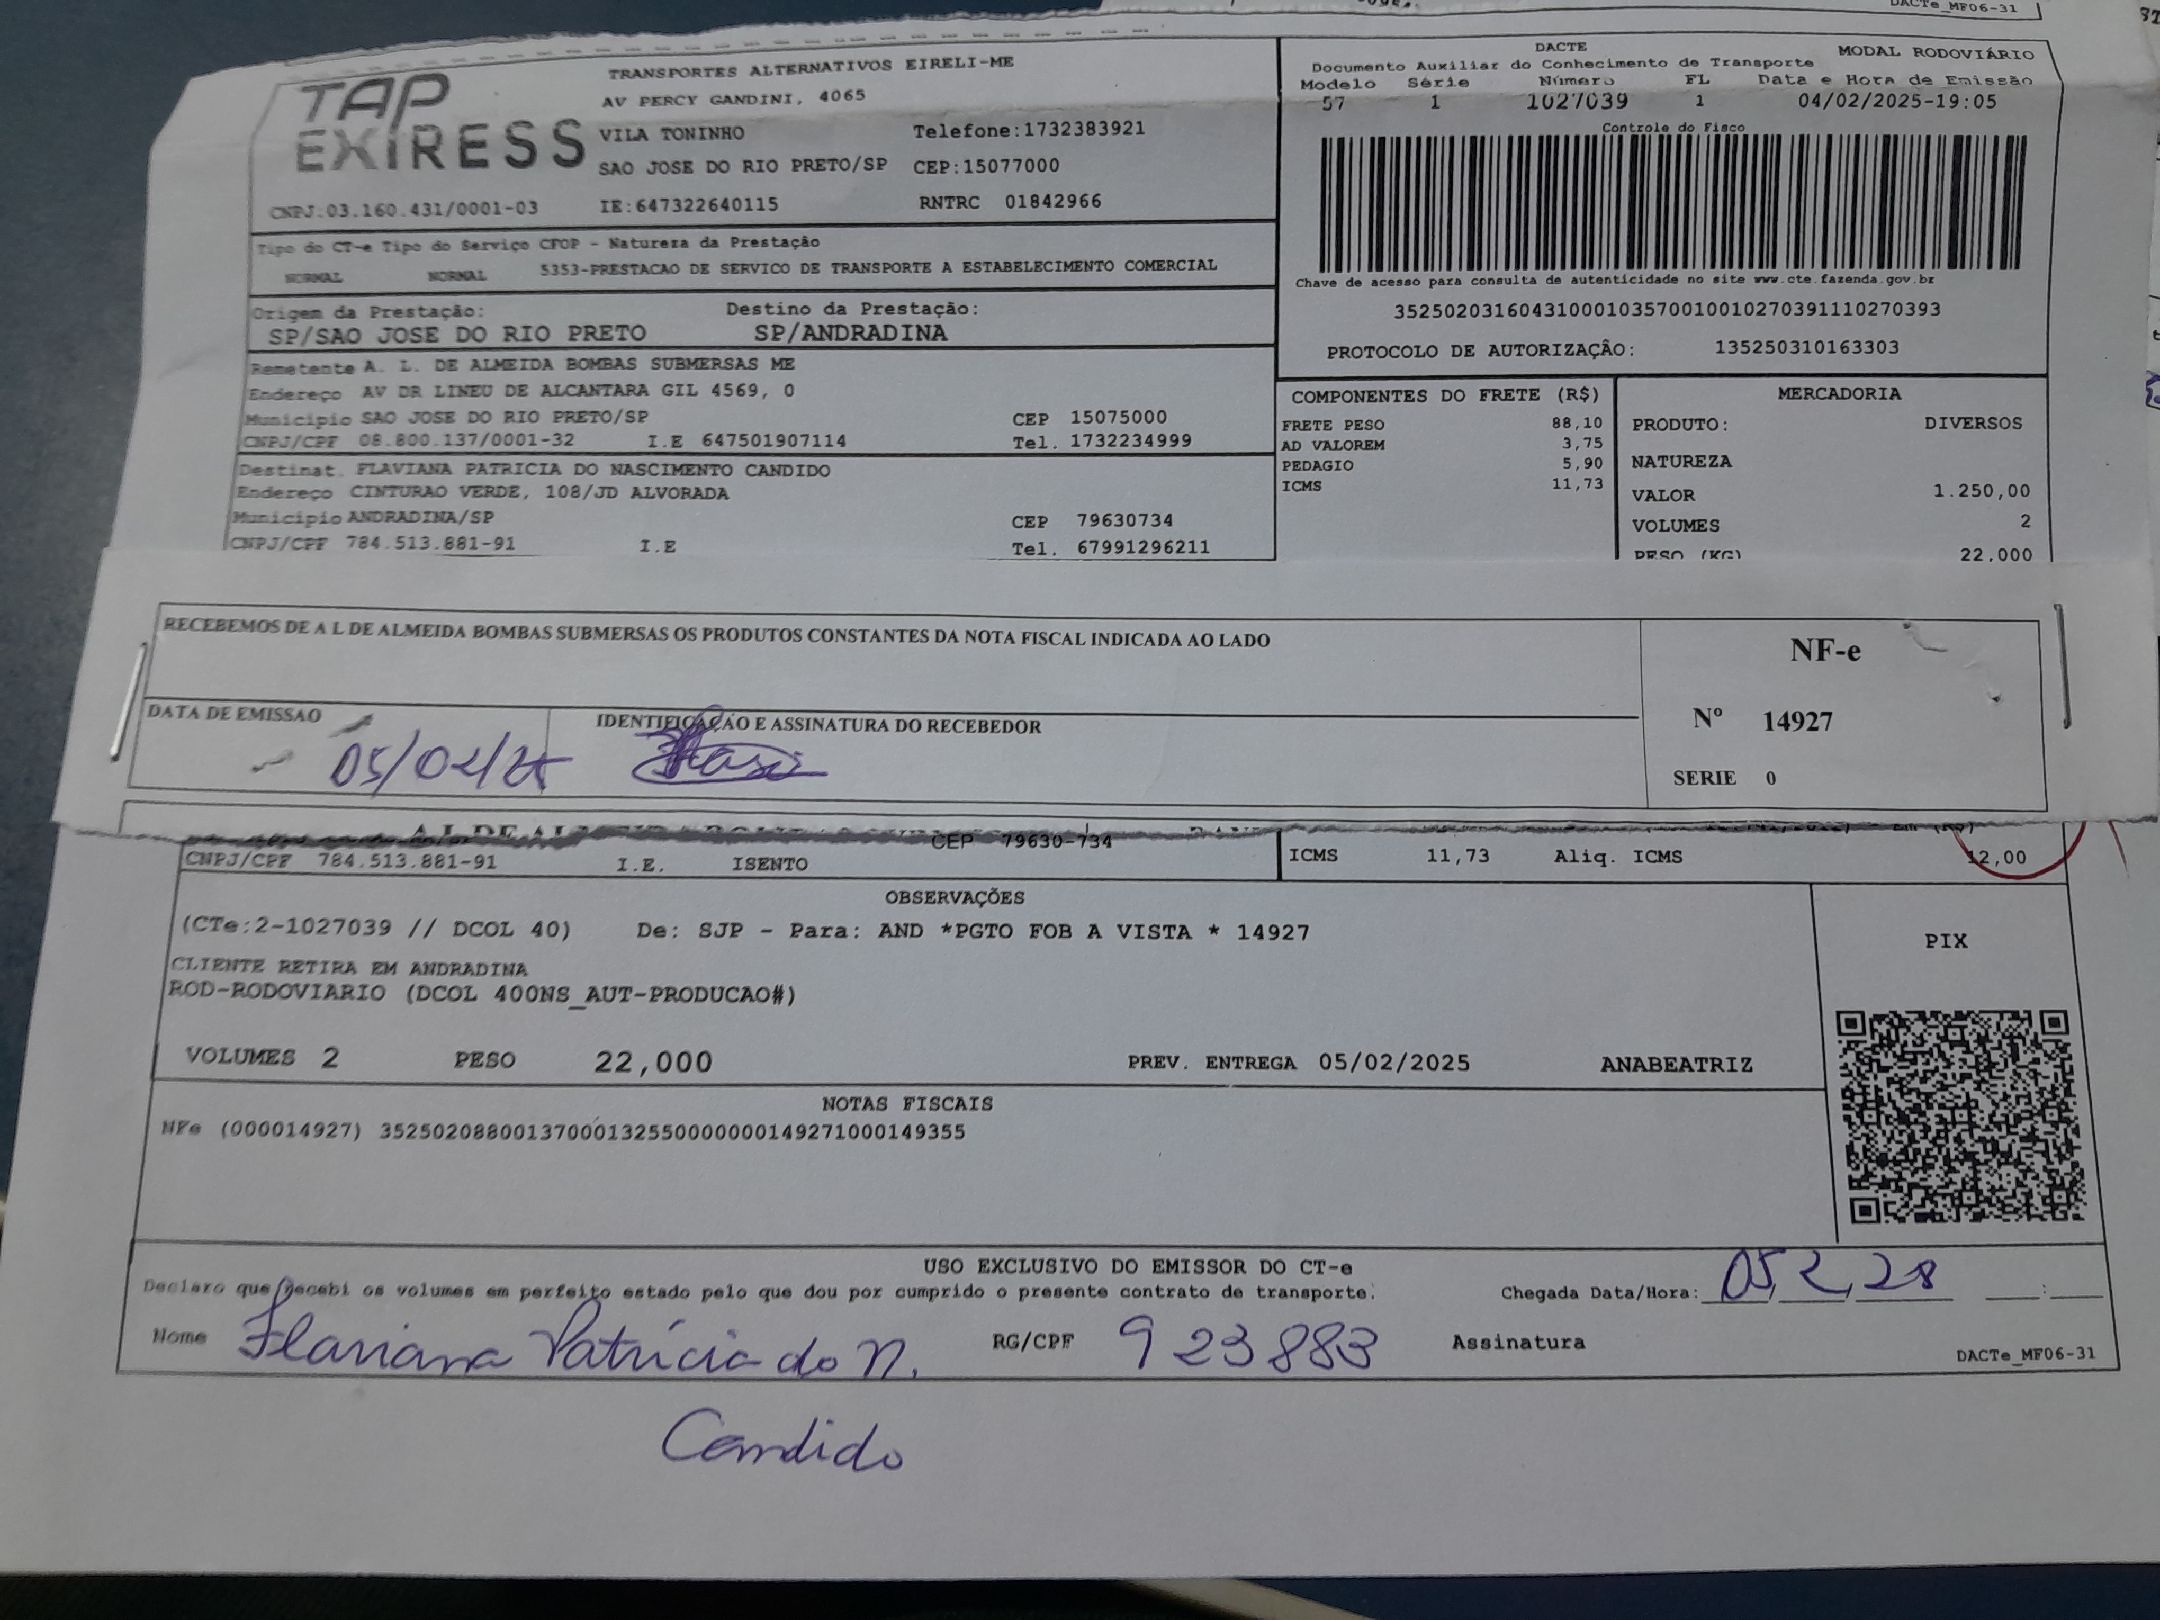 DACTe_MF06-31
TAP
EXIRESS
TRANSPORTES ALTERNATIVOS EIRELI-ME
AV PERCY GANDINI, 4065
VILA TONINHO Telefone:1732383921
SAO JOSE DO RIO PRETO/SP CEP:15077000
CNPJ:03.160.431/0001-03 IE:647322640115 RNTRC 01842966
DACTE MODAL RODOVIÁRIO
Documento Auxiliar do Conhecimento de Transporte
Modelo Série Número FL Data e Hora de Emissão
57 1 1027039 1 04/02/2025-19:05
Controle do Fisco
Chave de acesso para consulta de autenticidade no site www.cte.fazenda.gov.br
35250203160431000103570010010270391110270393
PROTOCOLO DE AUTORIZAÇÃO: 135250310163303
Tipo do CT-e Tipo do Serviço CFOP - Natureza da Prestação
NORMAL NORMAL 5353-PRESTACAO DE SERVICO DE TRANSPORTE A ESTABELECIMENTO COMERCIAL
Origem da Prestação: Destino da Prestação:
SP/SAO JOSE DO RIO PRETO SP/ANDRADINA
Remetente A. L. DE ALMEIDA BOMBAS SUBMERSAS ME
Endereço AV DR LINEU DE ALCANTARA GIL 4569, 0
Municipio SAO JOSE DO RIO PRETO/SP CEP 15075000
CNPJ/CPF 08.800.137/0001-32 I.E 647501907114 Tel. 1732234999
Destinat. FLAVIANA PATRICIA DO NASCIMENTO CANDIDO
Endereço CINTURAO VERDE, 108/JD ALVORADA
Municipio ANDRADINA/SP CEP 79630734
CNPJ/CPF 784.513.881-91 I.E Tel. 67991296211
COMPONENTES DO FRETE (R$)
FRETE PESO 88,10
AD VALOREM 3,75
PEDAGIO 5,90
ICMS 11,73
MERCADORIA
PRODUTO: DIVERSOS
NATUREZA
VALOR 1.250,00
VOLUMES 2
PESO (KG) 22,000
RECEBEMOS DE A L DE ALMEIDA BOMBAS SUBMERSAS OS PRODUTOS CONSTANTES DA NOTA FISCAL INDICADA AO LADO
DATA DE EMISSAO IDENTIFICAÇÃO E ASSINATURA DO RECEBEDOR
05/02/25
NF-e
Nº 14927
SERIE 0
CEP 79630-734
CNPJ/CPF 784.513.881-91 I.E. ISENTO
ICMS 11,73 Aliq. ICMS 12,00
OBSERVAÇÕES
(CTe:2-1027039 // DCOL 40) De: SJP - Para: AND *PGTO FOB A VISTA * 14927
CLIENTE RETIRA EM ANDRADINA
ROD-RODOVIARIO (DCOL 400NS_AUT-PRODUCAO#)
VOLUMES 2 PESO 22,000 PREV. ENTREGA 05/02/2025 ANABEATRIZ
PIX
NOTAS FISCAIS
NFe (000014927) 35250208800137000132550000000149271000149355
USO EXCLUSIVO DO EMISSOR DO CT-e
Declaro que recebi os volumes em perfeito estado pelo que dou por cumprido o presente contrato de transporte. Chegada Data/Hora: 05 2 28
Nome Flaviana Patrícia do N. RG/CPF 923883 Assinatura
Candido
DACTe_MF06-31